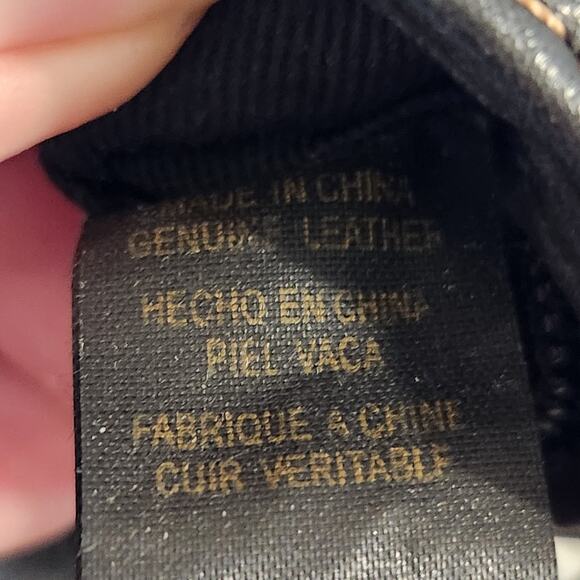 MADE IN CHINA
GENUINE LEATHER
HECHO EN CHINA
PIEL VACA
FABRIQUE A CHINE
CUIR VERITABLE